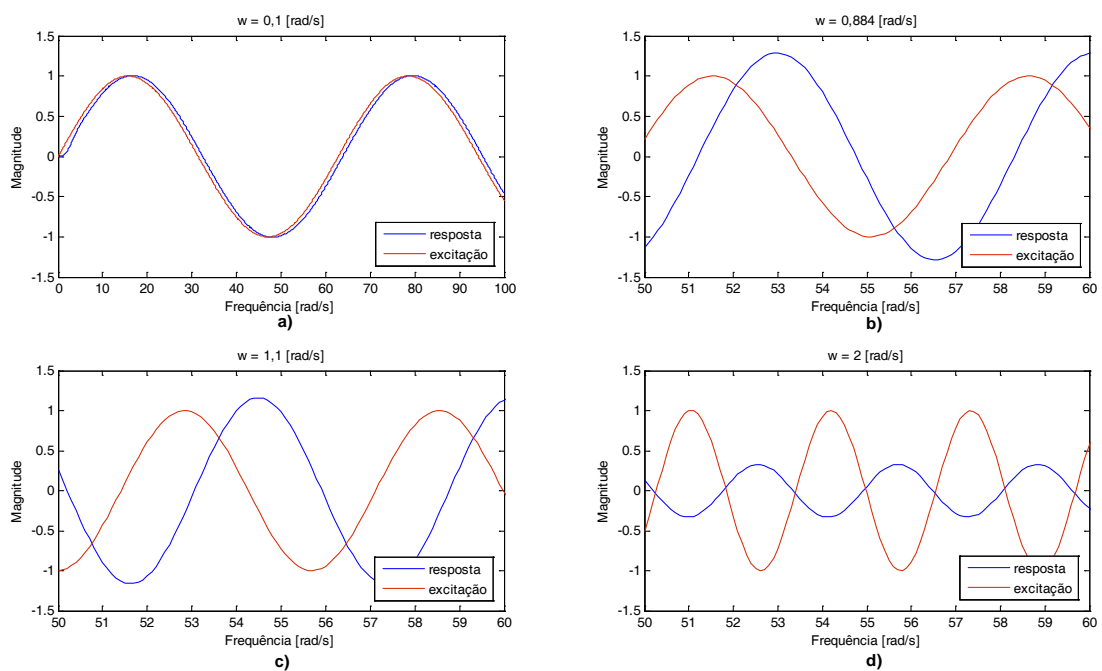 w = 0,1 [rad/s]
Magnitude
1.5
1
0.5
0
-0.5
-1
-1.5
resposta
excitação
0 10 20 30 40 50 60 70 80 90 100
Frequência [rad/s]
a)
w = 0,884 [rad/s]
Magnitude
1.5
1
0.5
0
-0.5
-1
-1.5
resposta
excitação
50 51 52 53 54 55 56 57 58 59 60
Frequência [rad/s]
b)
w = 1,1 [rad/s]
Magnitude
1.5
1
0.5
0
-0.5
-1
-1.5
resposta
excitação
50 51 52 53 54 55 56 57 58 59 60
Frequência [rad/s]
c)
w = 2 [rad/s]
Magnitude
1.5
1
0.5
0
-0.5
-1
-1.5
resposta
excitação
50 51 52 53 54 55 56 57 58 59 60
Frequência [rad/s]
d)